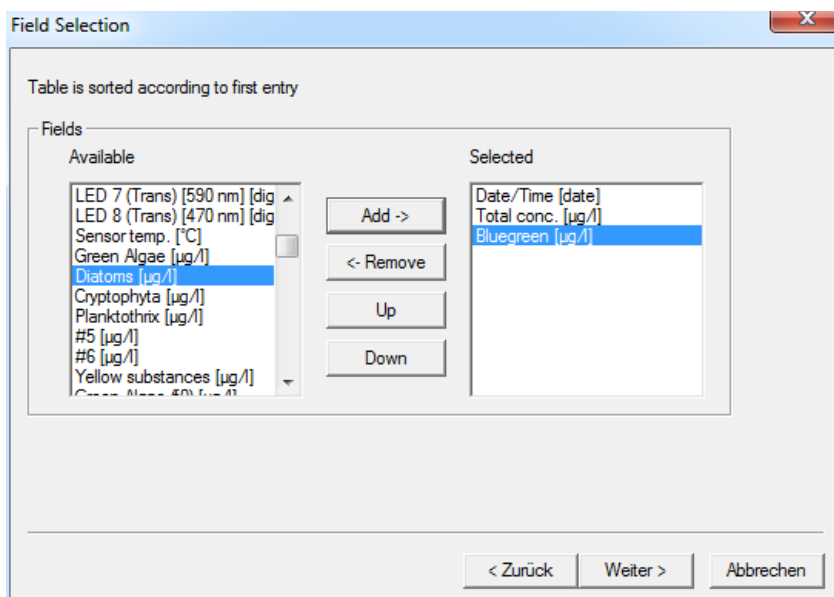 Field Selection
Table is sorted according to first entry
Fields
Available
LED 7 (Trans) [590 nm] [dig
LED 8 (Trans) [470 nm] [dig
Sensor temp. [°C]
Green Algae [µg/l]
Diatoms [µg/l]
Cryptophyta [µg/l]
Planktothrix [µg/l]
#5 [µg/l]
#6 [µg/l]
Yellow substances [µg/l]
Add ->
<- Remove
Up
Down
Selected
Date/Time [date]
Total conc. [µg/l]
Bluegreen [µg/l]
< Zurück
Weiter >
Abbrechen